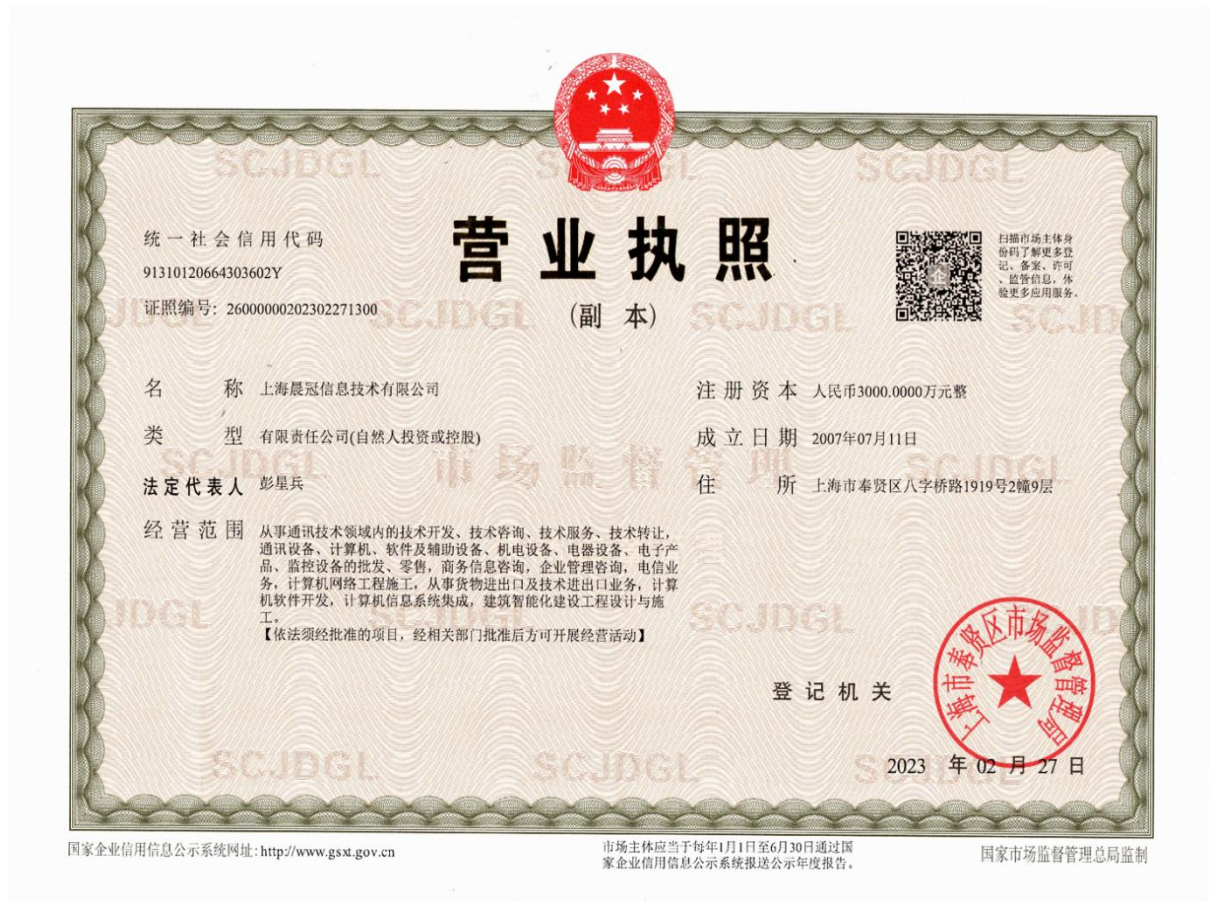 统一社会信用代码
91310120664303602Y
证照编号：26000000202302271300
营业执照
(副 本)
扫描市场主体身
份码了解更多登
记、备案、许可
、监管信息，体
验更多应用服务。
名 称 上海晨冠信息技术有限公司
类 型 有限责任公司(自然人投资或控股)
法定代表人 彭星兵
经营范围 从事通讯技术领域内的技术开发、技术咨询、技术服务、技术转让，
通讯设备、计算机、软件及辅助设备、机电设备、电器设备、电子产
品、监控设备的批发、零售，商务信息咨询，企业管理咨询，电信业
务，计算机网络工程施工，从事货物进出口及技术进出口业务，计算
机软件开发，计算机信息系统集成，建筑智能化建设工程设计与施
工。
【依法须经批准的项目，经相关部门批准后方可开展经营活动】
注册资本 人民币3000.0000万元整
成立日期 2007年07月11日
住 所 上海市奉贤区八字桥路1919号2幢9层
登记机关
上海市奉贤区市场监督管理局
2023 年 02 月 27 日
SCJDGL
市场监督管理
国家企业信用信息公示系统网址：http://www.gsxt.gov.cn
市场主体应当于每年1月1日至6月30日通过国
家企业信用信息公示系统报送公示年度报告。
国家市场监督管理总局监制